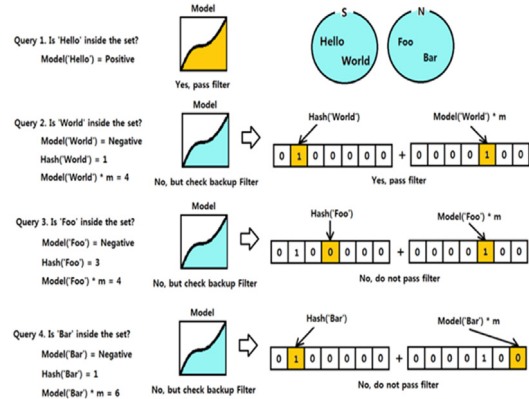 Model
S
N
Query 1. Is 'Hello' inside the set?
Model('Hello') = Positive
Hello
World
Foo
Bar
Yes, pass filter
Query 2. Is 'World' inside the set?
Model('World') = Negative
Hash('World') = 1
Model('World') * m = 4
Model
No, but check backup Filter
Hash('World')
Model('World') * m
0 1 0 0 0 0 0 + 0 0 0 0 1 0 0
Yes, pass filter
Query 3. Is 'Foo' inside the set?
Model('Foo') = Negative
Hash('Foo') = 3
Model('Foo') * m = 4
Model
No, but check backup Filter
Hash('Foo')
Model('Foo') * m
0 1 0 0 0 0 0 + 0 0 0 0 1 0 0
No, do not pass filter
Query 4. Is 'Bar' inside the set?
Model('Bar') = Negative
Hash('Bar') = 1
Model('Bar') * m = 6
Model
No, but check backup Filter
Hash('Bar')
Model('Bar') * m
0 1 0 0 0 0 0 + 0 0 0 0 1 0 0
No, do not pass filter